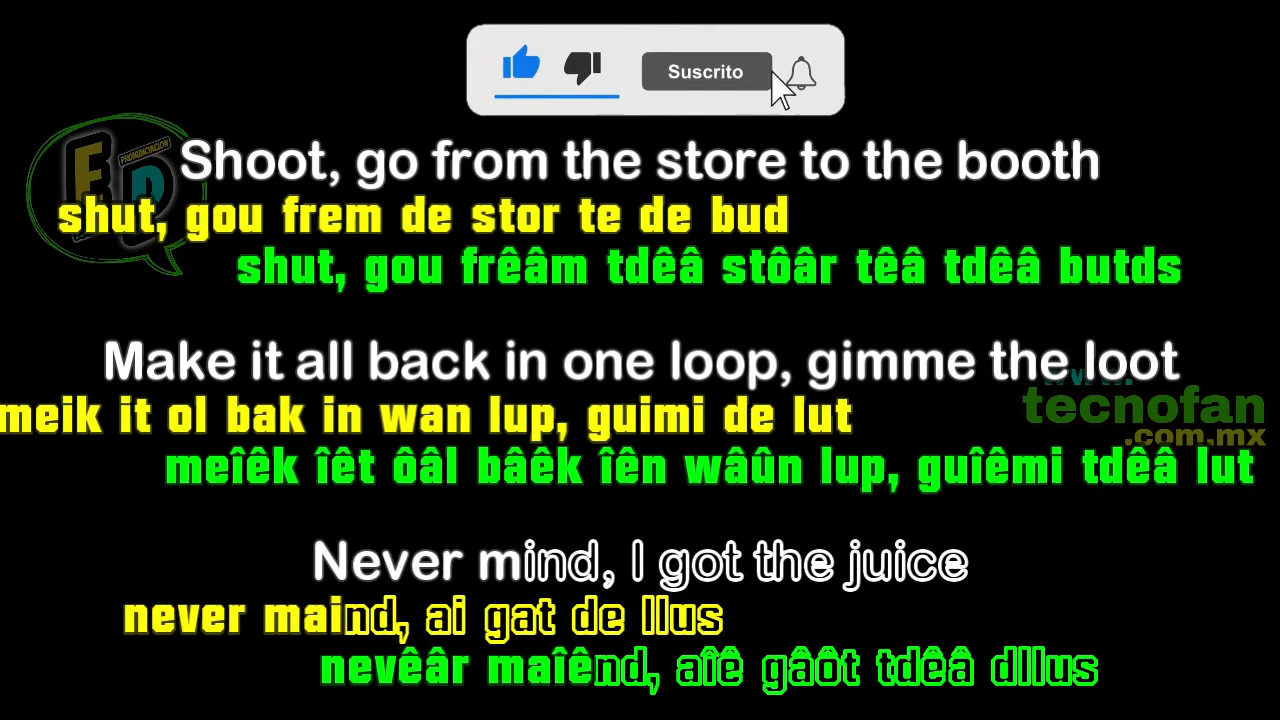 Suscrito
PRONUNCYACION
Shoot, go from the store to the booth
shut, gou frem de stor te de bud
shut, gou frêâm tdêâ stôâr têâ tdêâ butds
Make it all back in one loop, gimme the loot
www.
tecnofan
.com.mx
meik it ol bak in wan lup, guimi de lut
meîêk îêt ôâl bâêk îên wâûn lup, guîêmi tdêâ lut
Never mind, I got the juice
never maind, ai gat de llus
nevêâr maîênd, aîê gâôt tdêâ dllus